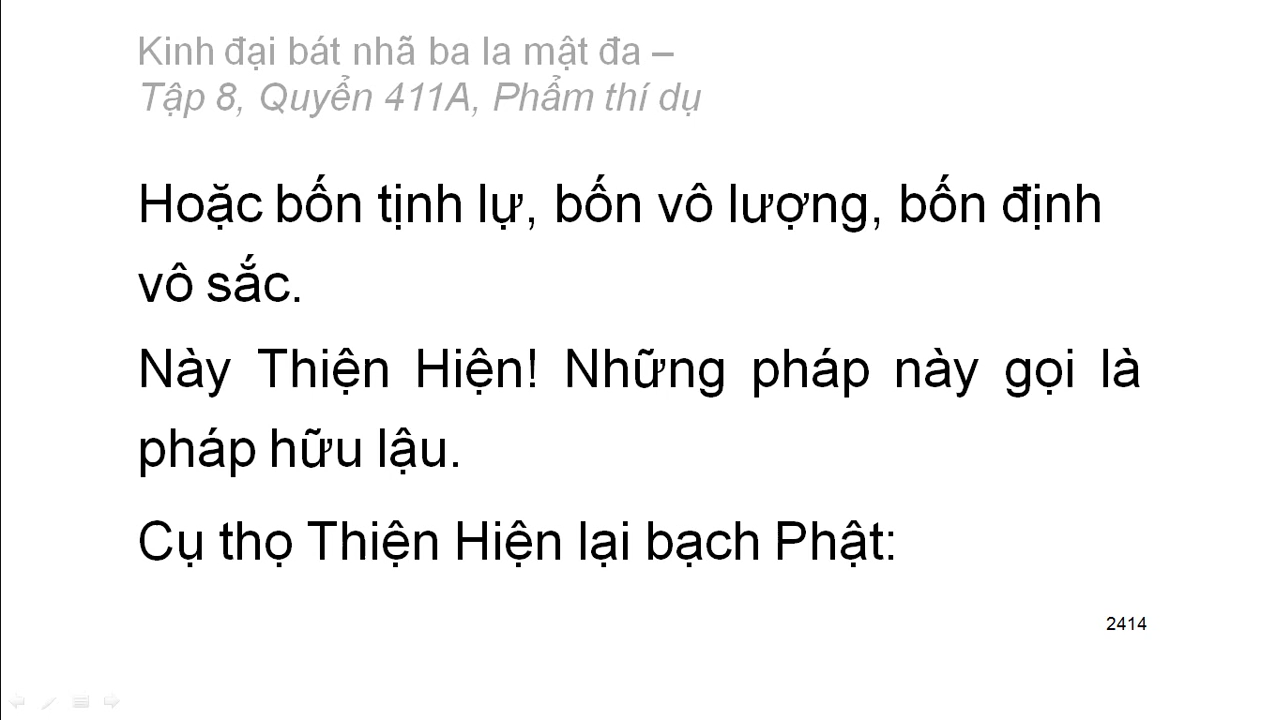 Kinh đại bát nhã ba la mật đa –
Tập 8, Quyển 411A, Phẩm thí dụ
Hoặc bốn tịnh lự, bốn vô lượng, bốn định
vô sắc.
Này Thiện Hiện! Những pháp này gọi là
pháp hữu lậu.
Cụ thọ Thiện Hiện lại bạch Phật:
2414